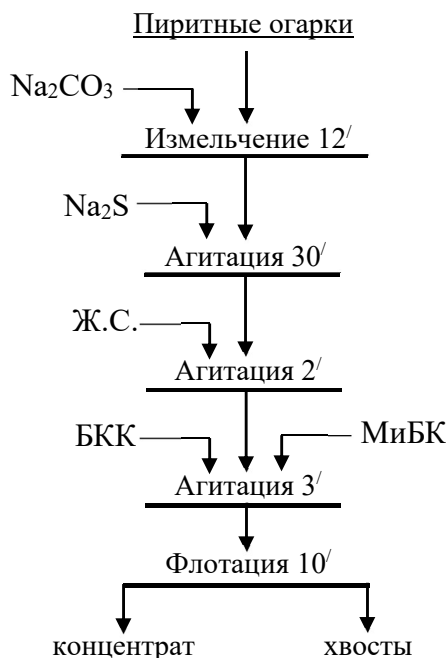 Пиритные огарки
Na₂CO₃
Измельчение 12/
Na₂S
Агитация 30/
Ж.С.
Агитация 2/
БКК
МиБК
Агитация 3/
Флотация 10/
концентрат
хвосты